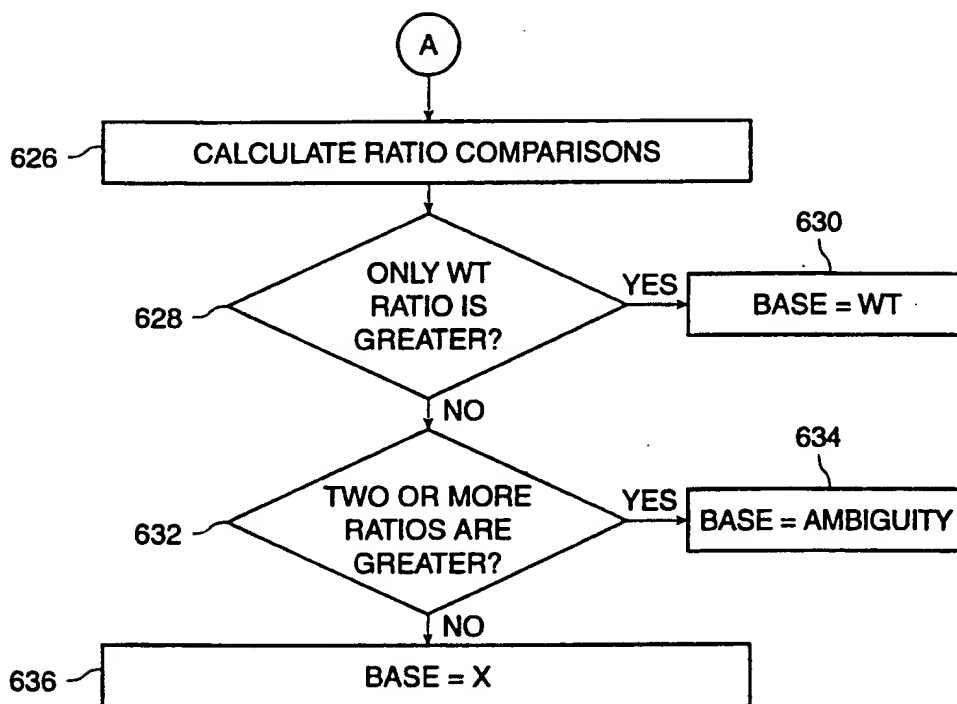 A
626
CALCULATE RATIO COMPARISONS
628
ONLY WT
RATIO IS
GREATER?
YES
630
BASE = WT
NO
632
TWO OR MORE
RATIOS ARE
GREATER?
YES
634
BASE = AMBIGUITY
NO
636
BASE = X